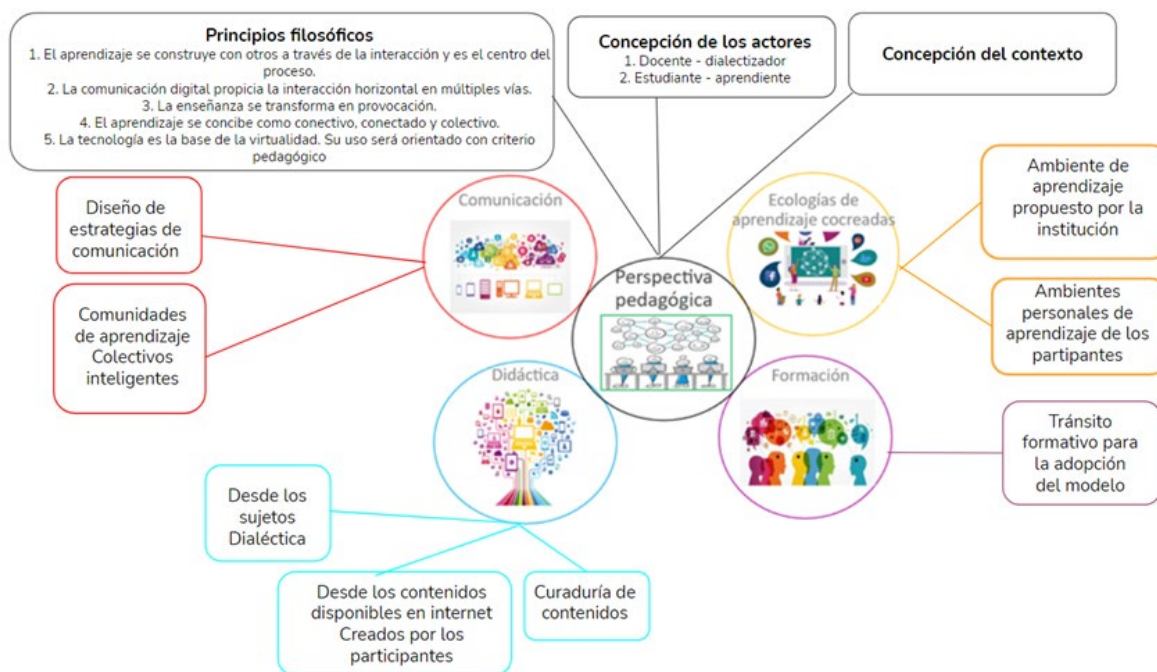 Principios filosóficos
1. El aprendizaje se construye con otros a través de la interacción y es el centro del
proceso.
2. La comunicación digital propicia la interacción horizontal en múltiples vías.
3. La enseñanza se transforma en provocación.
4. El aprendizaje se concibe como conectivo, conectado y colectivo.
5. La tecnología es la base de la virtualidad. Su uso será orientado con criterio
pedagógico
Concepción de los actores
1. Docente - dialectizador
2. Estudiante - aprendiente
Concepción del contexto
Diseño de
estrategias de
comunicación
Comunidades
de aprendizaje
Colectivos
inteligentes
Comunicación
Perspectiva
pedagógica
Ecologías de
aprendizaje cocreadas
Ambiente de
aprendizaje
propuesto por la
institución
Ambientes
personales de
aprendizaje de los
partipantes
Didáctica
Formación
Tránsito
formativo para
la adopción
del modelo
Desde los
sujetos
Dialéctica
Desde los contenidos
disponibles en internet
Creados por los
participantes
Curaduría de
contenidos